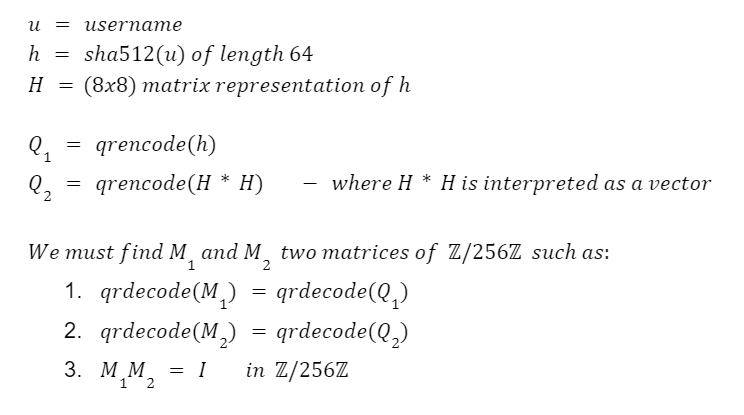 u = username
h = sha512(u) of length 64
H = (8x8) matrix representation of h
Q₁ = qrencode(h)
Q₂ = qrencode(H * H) − where H * H is interpreted as a vector
We must find M₁ and M₂ two matrices of ℤ/256ℤ such as:
1. qrdecode(M₁) = qrdecode(Q₁)
2. qrdecode(M₂) = qrdecode(Q₂)
3. M₁M₂ = I in ℤ/256ℤ